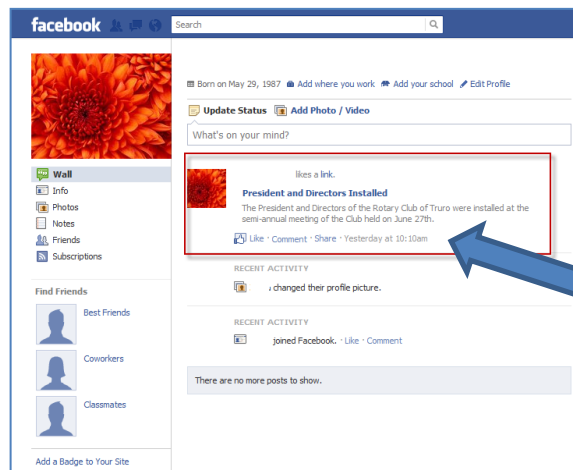 facebook
Search
Born on May 29, 1987 Add where you work Add your school Edit Profile
Update Status Add Photo / Video
What's on your mind?
Wall
Info
Photos
Notes
Friends
Subscriptions
likes a link.
President and Directors Installed
The President and Directors of the Rotary Club of Truro were installed at the
semi-annual meeting of the Club held on June 27th.
Like · Comment · Share · Yesterday at 10:10am
RECENT ACTIVITY
changed their profile picture.
RECENT ACTIVITY
joined Facebook. · Like · Comment
There are no more posts to show.
Find Friends
Best Friends
Coworkers
Classmates
Add a Badge to Your Site